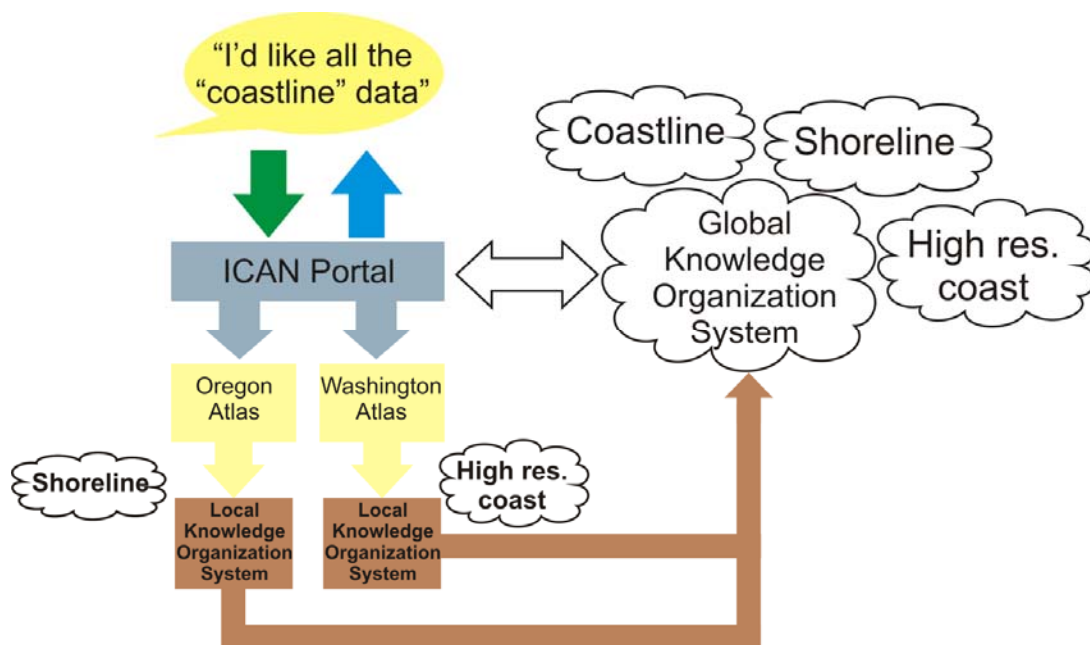 “I’d like all the
“coastline” data”
Coastline
Shoreline
ICAN Portal
Global
Knowledge
Organization
System
High res.
coast
Oregon
Atlas
Washington
Atlas
Shoreline
High res.
coast
Local
Knowledge
Organization
System
Local
Knowledge
Organization
System